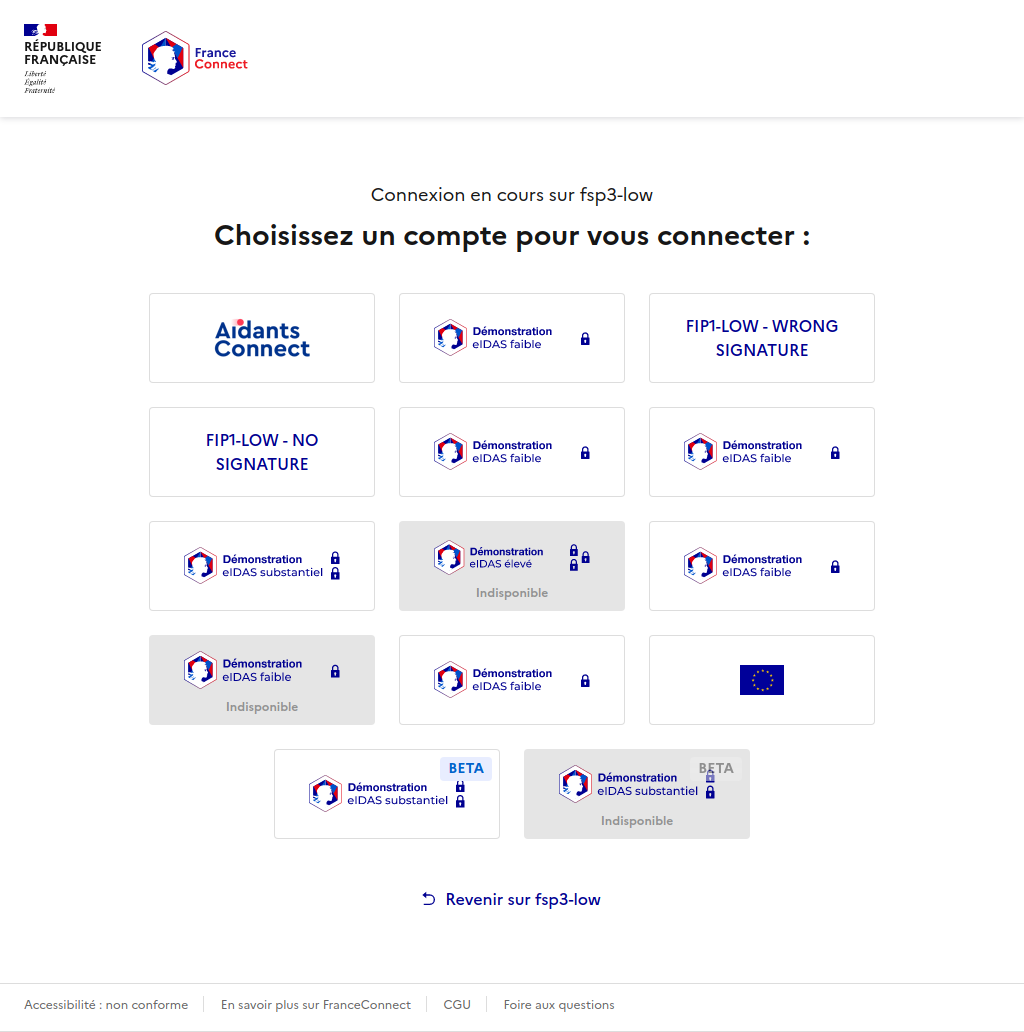 RÉPUBLIQUE
FRANÇAISE
Liberté
Égalité
Fraternité
France
Connect
Connexion en cours sur fsp3-low
Choisissez un compte pour vous connecter :
Aidants
Connect
Démonstration
eIDAS faible
FIP1-LOW - WRONG
SIGNATURE
FIP1-LOW - NO
SIGNATURE
Démonstration
eIDAS faible
Démonstration
eIDAS faible
Démonstration
eIDAS substantiel
Démonstration
eIDAS élevé
Indisponible
Démonstration
eIDAS faible
Démonstration
eIDAS faible
Indisponible
Démonstration
eIDAS faible
BETA
Démonstration
eIDAS substantiel
BETA
Démonstration
eIDAS substantiel
Indisponible
Revenir sur fsp3-low
Accessibilité : non conforme
En savoir plus sur FranceConnect
CGU
Foire aux questions